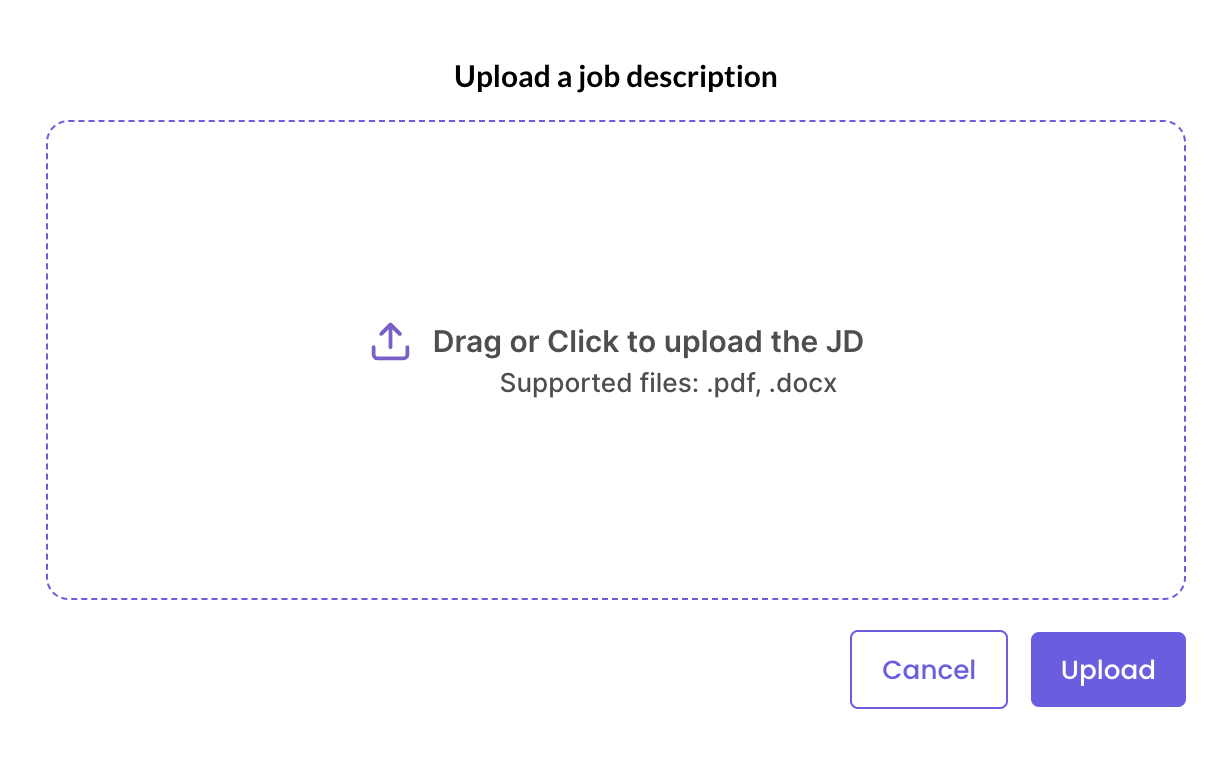 Upload a job description
Drag or Click to upload the JD
Supported files: .pdf, .docx
Cancel
Upload